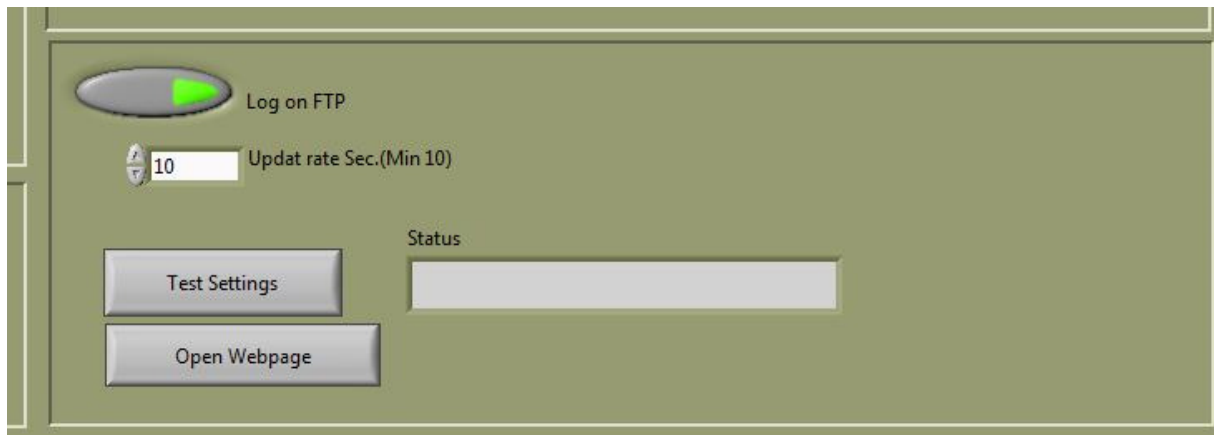 Log on FTP
10
Updat rate Sec.(Min 10)
Status
Test Settings
Open Webpage